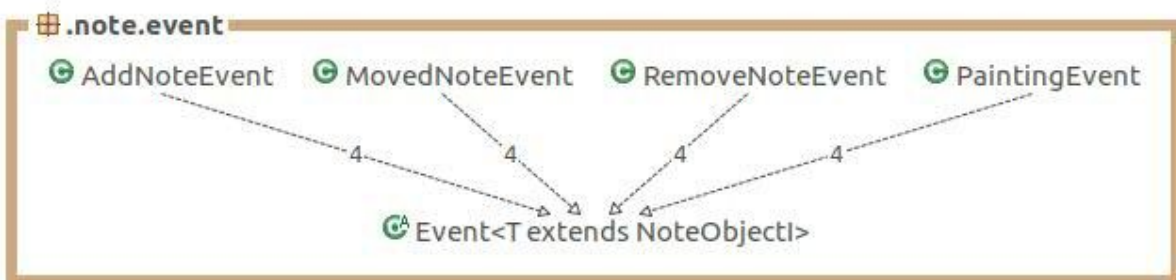 .note.event
AddNoteEvent MovedNoteEvent RemoveNoteEvent PaintingEvent
4 4 4 4
Event<T extends NoteObjectI>